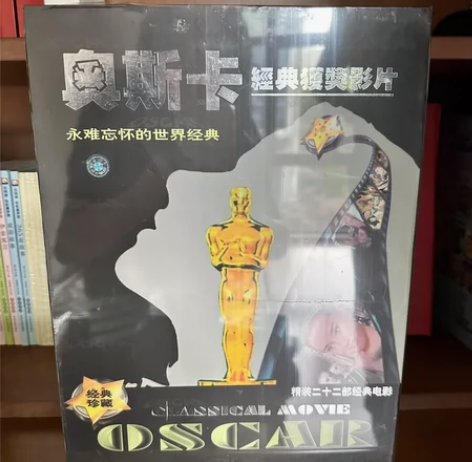 奥斯卡
經典獲獎影片
永难忘怀的世界经典
经典
珍藏
精装二十二部经典电影
CLASSICAL MOVIE
OSCAR